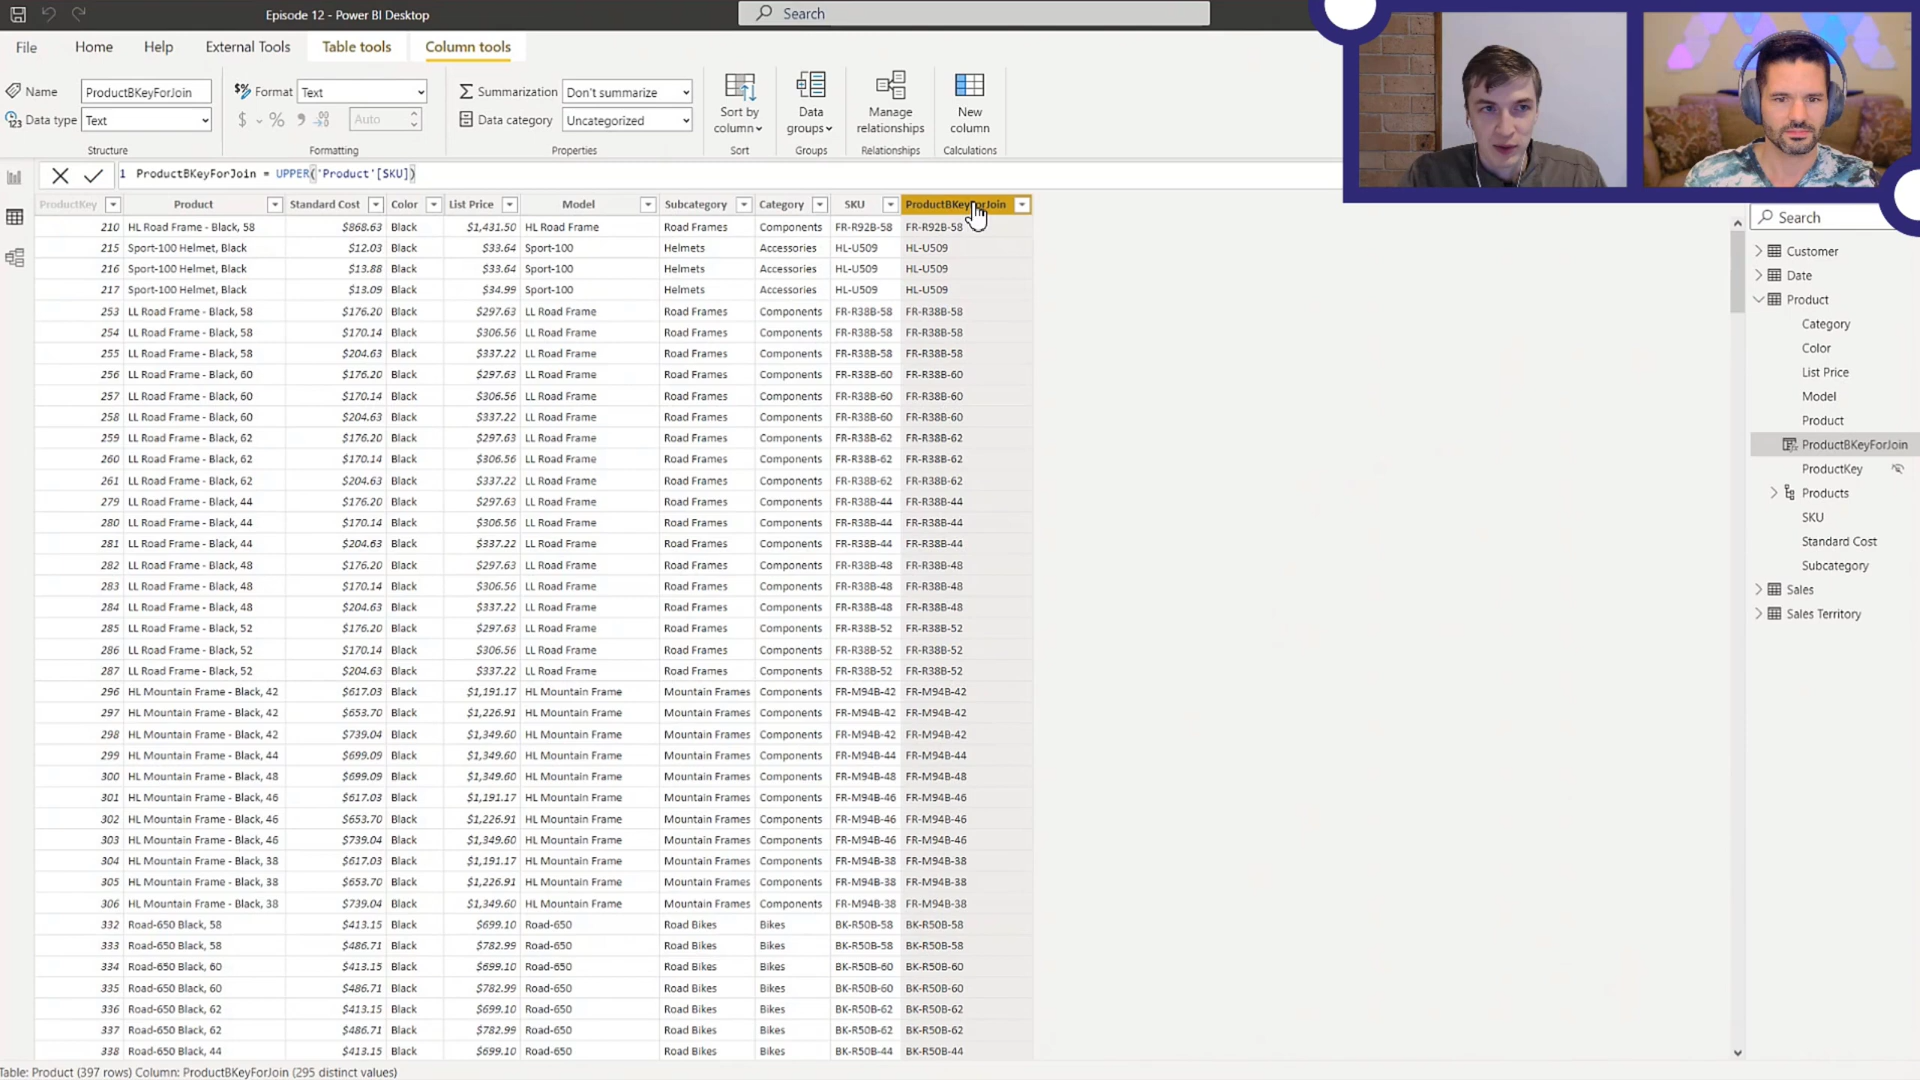 Episode 12 - Power BI Desktop
Search
File Home Help External Tools Table tools Column tools
Name ProductBKeyForJoin
Data type Text
Structure
Format Text
$ % Auto
Formatting
Summarization Don't summarize
Data category Uncategorized
Properties
Sort by column
Sort
Data groups
Groups
Manage relationships
Relationships
New column
Calculations
1 ProductBKeyForJoin = UPPER('Product'[SKU])
ProductKey Product Standard Cost Color List Price Model Subcategory Category SKU ProductBKeyForJoin
210 HL Road Frame - Black, 58 $868.63 Black $1,431.50 HL Road Frame Road Frames Components FR-R92B-58 FR-R92B-58
215 Sport-100 Helmet, Black $12.03 Black $33.64 Sport-100 Helmets Accessories HL-U509 HL-U509
216 Sport-100 Helmet, Black $13.88 Black $33.64 Sport-100 Helmets Accessories HL-U509 HL-U509
217 Sport-100 Helmet, Black $13.09 Black $34.99 Sport-100 Helmets Accessories HL-U509 HL-U509
253 LL Road Frame - Black, 58 $176.20 Black $297.63 LL Road Frame Road Frames Components FR-R38B-58 FR-R38B-58
254 LL Road Frame - Black, 58 $170.14 Black $306.56 LL Road Frame Road Frames Components FR-R38B-58 FR-R38B-58
255 LL Road Frame - Black, 58 $204.63 Black $337.22 LL Road Frame Road Frames Components FR-R38B-58 FR-R38B-58
256 LL Road Frame - Black, 60 $176.20 Black $297.63 LL Road Frame Road Frames Components FR-R38B-60 FR-R38B-60
257 LL Road Frame - Black, 60 $170.14 Black $306.56 LL Road Frame Road Frames Components FR-R38B-60 FR-R38B-60
258 LL Road Frame - Black, 60 $204.63 Black $337.22 LL Road Frame Road Frames Components FR-R38B-60 FR-R38B-60
259 LL Road Frame - Black, 62 $176.20 Black $297.63 LL Road Frame Road Frames Components FR-R38B-62 FR-R38B-62
260 LL Road Frame - Black, 62 $170.14 Black $306.56 LL Road Frame Road Frames Components FR-R38B-62 FR-R38B-62
261 LL Road Frame - Black, 62 $204.63 Black $337.22 LL Road Frame Road Frames Components FR-R38B-62 FR-R38B-62
279 LL Road Frame - Black, 44 $176.20 Black $297.63 LL Road Frame Road Frames Components FR-R38B-44 FR-R38B-44
280 LL Road Frame - Black, 44 $170.14 Black $306.56 LL Road Frame Road Frames Components FR-R38B-44 FR-R38B-44
281 LL Road Frame - Black, 44 $204.63 Black $337.22 LL Road Frame Road Frames Components FR-R38B-44 FR-R38B-44
282 LL Road Frame - Black, 48 $176.20 Black $297.63 LL Road Frame Road Frames Components FR-R38B-48 FR-R38B-48
283 LL Road Frame - Black, 48 $170.14 Black $306.56 LL Road Frame Road Frames Components FR-R38B-48 FR-R38B-48
284 LL Road Frame - Black, 48 $204.63 Black $337.22 LL Road Frame Road Frames Components FR-R38B-48 FR-R38B-48
285 LL Road Frame - Black, 52 $176.20 Black $297.63 LL Road Frame Road Frames Components FR-R38B-52 FR-R38B-52
286 LL Road Frame - Black, 52 $170.14 Black $306.56 LL Road Frame Road Frames Components FR-R38B-52 FR-R38B-52
287 LL Road Frame - Black, 52 $204.63 Black $337.22 LL Road Frame Road Frames Components FR-R38B-52 FR-R38B-52
296 HL Mountain Frame - Black, 42 $617.03 Black $1,191.17 HL Mountain Frame Mountain Frames Components FR-M94B-42 FR-M94B-42
297 HL Mountain Frame - Black, 42 $653.70 Black $1,226.91 HL Mountain Frame Mountain Frames Components FR-M94B-42 FR-M94B-42
298 HL Mountain Frame - Black, 42 $739.04 Black $1,349.60 HL Mountain Frame Mountain Frames Components FR-M94B-42 FR-M94B-42
299 HL Mountain Frame - Black, 44 $699.09 Black $1,349.60 HL Mountain Frame Mountain Frames Components FR-M94B-44 FR-M94B-44
300 HL Mountain Frame - Black, 48 $699.09 Black $1,349.60 HL Mountain Frame Mountain Frames Components FR-M94B-48 FR-M94B-48
301 HL Mountain Frame - Black, 46 $617.03 Black $1,191.17 HL Mountain Frame Mountain Frames Components FR-M94B-46 FR-M94B-46
302 HL Mountain Frame - Black, 46 $653.70 Black $1,226.91 HL Mountain Frame Mountain Frames Components FR-M94B-46 FR-M94B-46
303 HL Mountain Frame - Black, 46 $739.04 Black $1,349.60 HL Mountain Frame Mountain Frames Components FR-M94B-46 FR-M94B-46
304 HL Mountain Frame - Black, 38 $617.03 Black $1,191.17 HL Mountain Frame Mountain Frames Components FR-M94B-38 FR-M94B-38
305 HL Mountain Frame - Black, 38 $653.70 Black $1,226.91 HL Mountain Frame Mountain Frames Components FR-M94B-38 FR-M94B-38
306 HL Mountain Frame - Black, 38 $739.04 Black $1,349.60 HL Mountain Frame Mountain Frames Components FR-M94B-38 FR-M94B-38
332 Road-650 Black, 58 $413.15 Black $699.10 Road-650 Road Bikes Bikes BK-R50B-58 BK-R50B-58
333 Road-650 Black, 58 $486.71 Black $782.99 Road-650 Road Bikes Bikes BK-R50B-58 BK-R50B-58
334 Road-650 Black, 60 $413.15 Black $699.10 Road-650 Road Bikes Bikes BK-R50B-60 BK-R50B-60
335 Road-650 Black, 60 $486.71 Black $782.99 Road-650 Road Bikes Bikes BK-R50B-60 BK-R50B-60
336 Road-650 Black, 62 $413.15 Black $699.10 Road-650 Road Bikes Bikes BK-R50B-62 BK-R50B-62
337 Road-650 Black, 62 $486.71 Black $782.99 Road-650 Road Bikes Bikes BK-R50B-62 BK-R50B-62
338 Road-650 Black, 44 $413.15 Black $699.10 Road-650 Road Bikes Bikes BK-R50B-44 BK-R50B-44
Search
Customer
Date
Product
Category
Color
List Price
Model
Product
ProductBKeyForJoin
ProductKey
Products
SKU
Standard Cost
Subcategory
Sales
Sales Territory
Table: Product (397 rows) Column: ProductBKeyForJoin (295 distinct values)